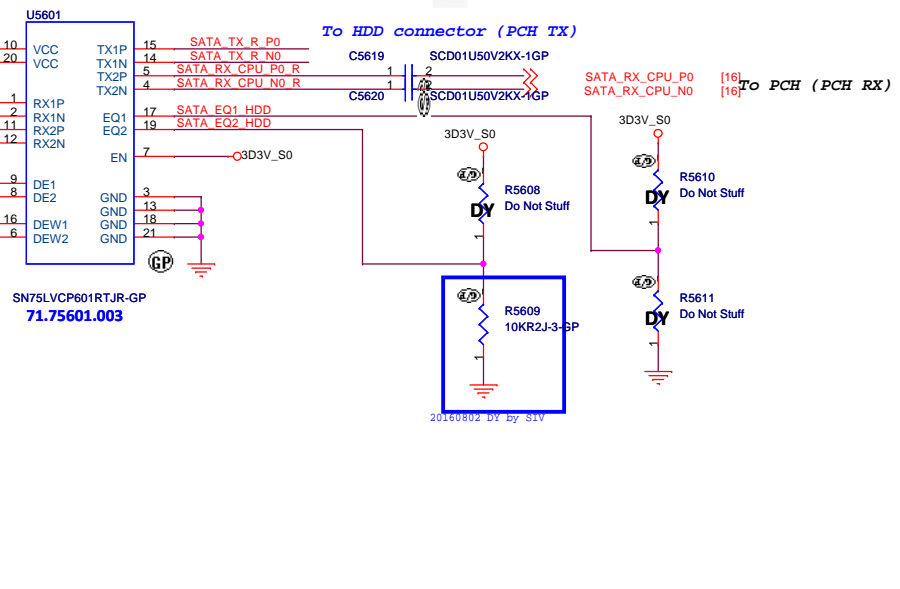 U5601
To HDD connector (PCH TX)
10 VCC TX1P 15 SATA_TX_R_P0
20 VCC TX1N 14 SATA_TX_R_N0
TX2P 5 SATA_RX_CPU_P0_R
TX2N 4 SATA_RX_CPU_N0_R
C5619 SCD01U50V2KX-1GP
1 2
1
C5620 SCD01U50V2KX-1GP
SATA_RX_CPU_P0 [16]
SATA_RX_CPU_N0 [16]
To PCH (PCH RX)
1 RX1P
2 RX1N EQ1 17 SATA_EQ1_HDD
11 RX2P EQ2 19 SATA_EQ2_HDD
12 RX2N
EN 7 3D3V_S0
9 DE1
8 DE2 GND 3
GND 13
16 DEW1 GND 18
6 DEW2 GND 21
GP
SN75LVCP601RTJR-GP
71.75601.003
3D3V_S0
R5608
DY Do Not Stuff
1
R5609
10KR2J-3-GP
1
20160802 DY by SIV
3D3V_S0
R5610
DY Do Not Stuff
1
R5611
DY Do Not Stuff
1